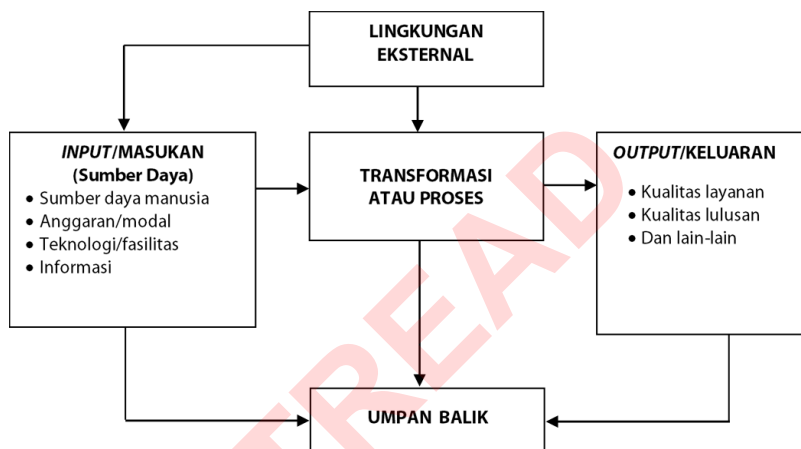 LINGKUNGAN
EKSTERNAL
INPUT/MASUKAN
(Sumber Daya)
• Sumber daya manusia
• Anggaran/modal
• Teknologi/fasilitas
• Informasi
TRANSFORMASI
ATAU PROSES
OUTPUT/KELUARAN
• Kualitas layanan
• Kualitas lulusan
• Dan lain-lain
UMPAN BALIK
TREAD